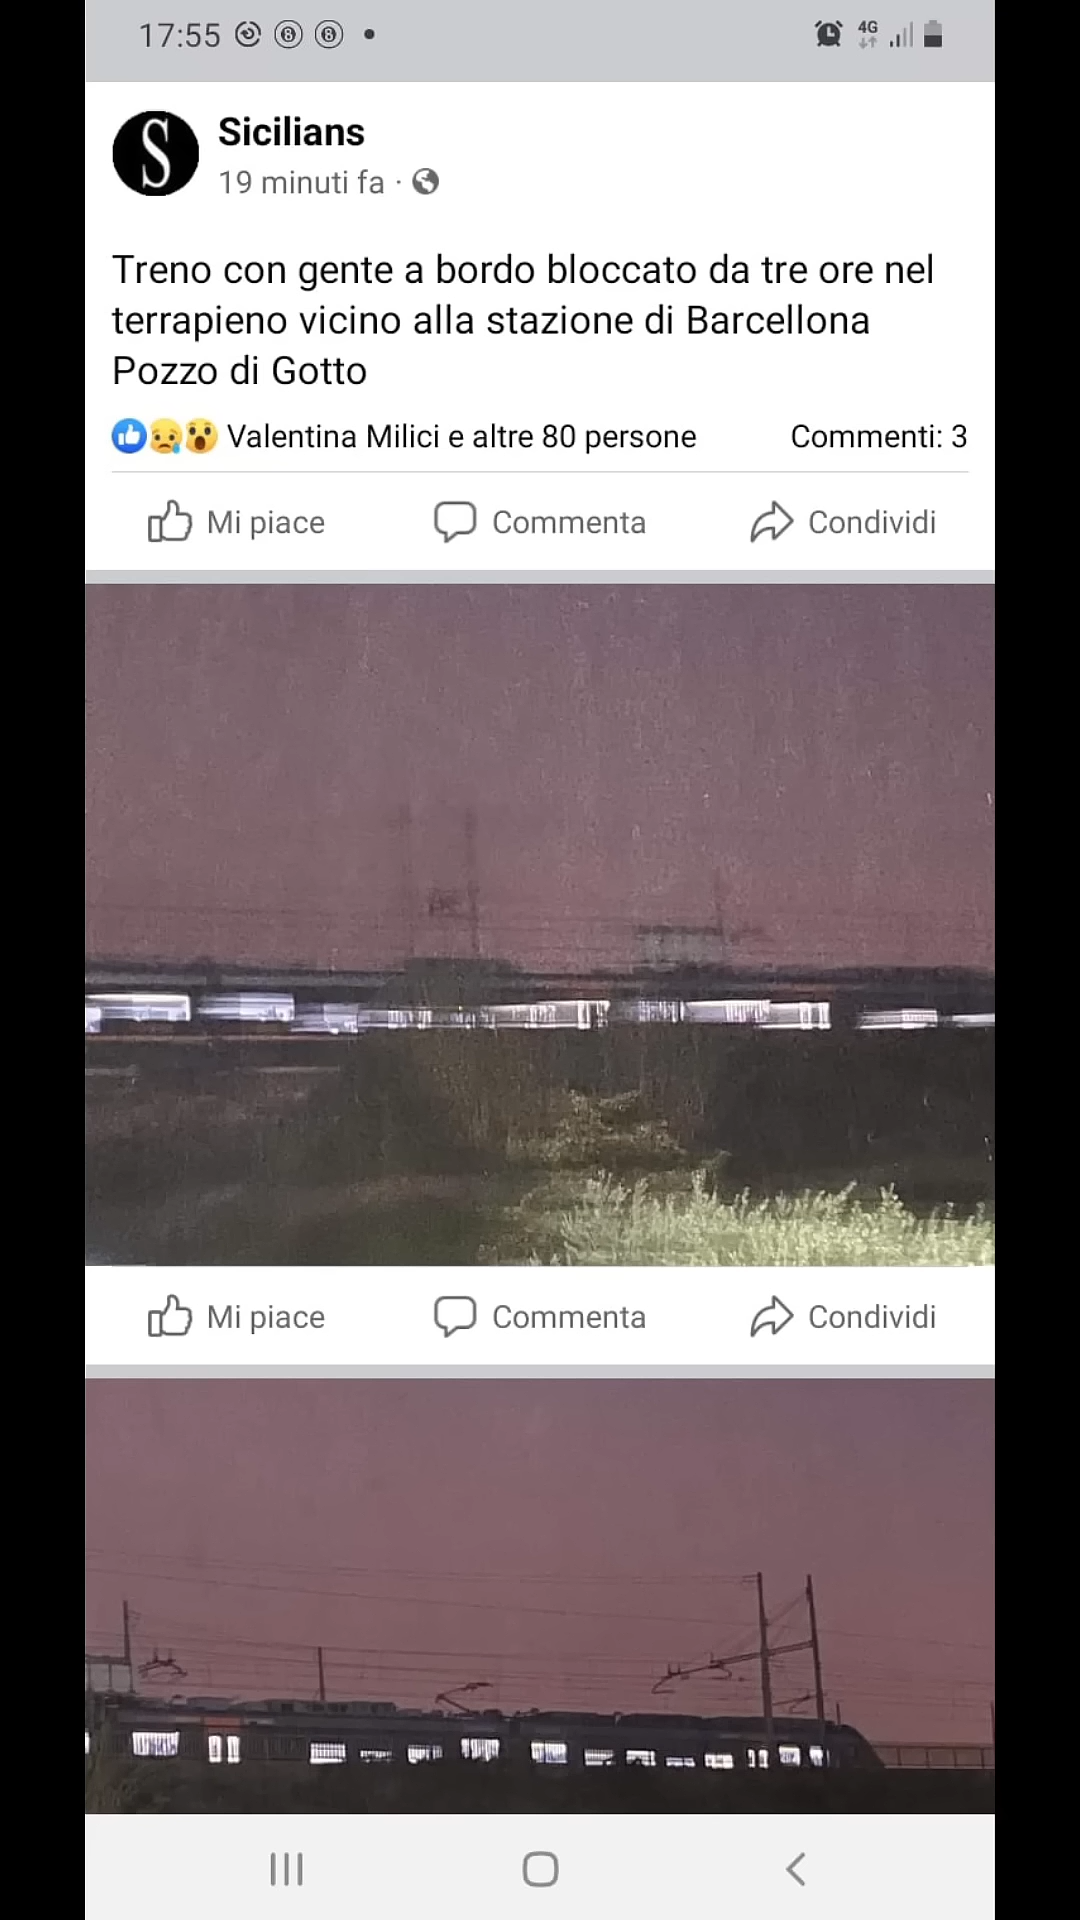 17:55
4G
S
Sicilians
19 minuti fa ·
Treno con gente a bordo bloccato da tre ore nel
terrapieno vicino alla stazione di Barcellona
Pozzo di Gotto
Valentina Milici e altre 80 persone Commenti: 3
Mi piace Commenta Condividi
Mi piace Commenta Condividi